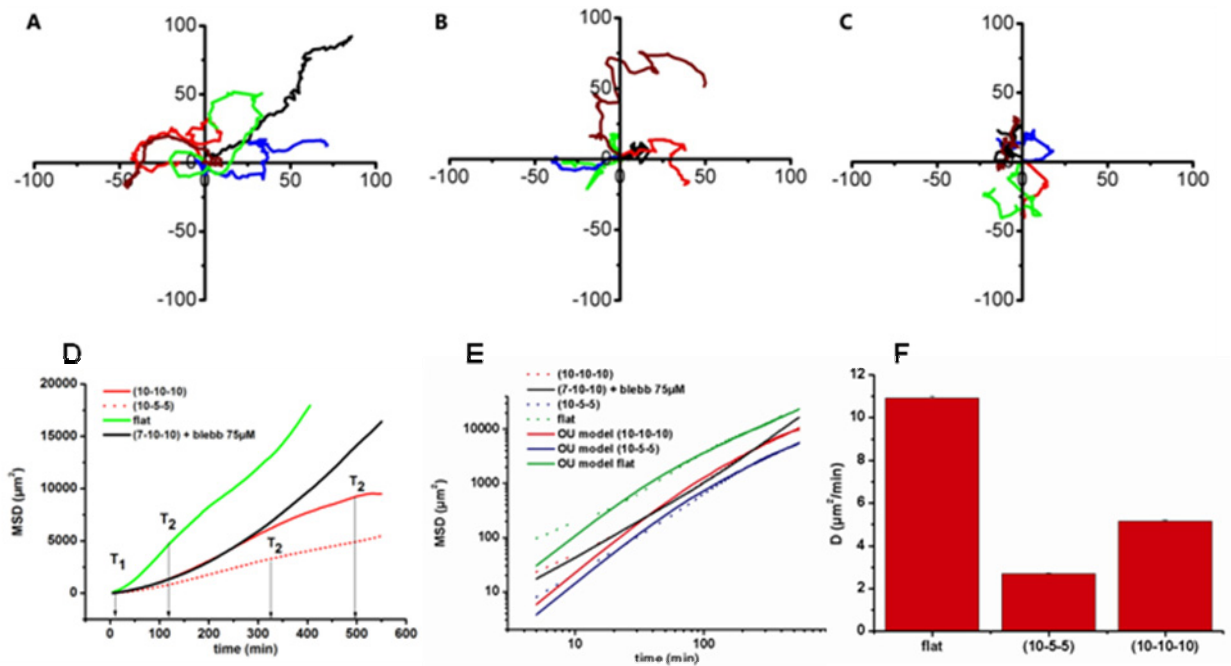 A
100
50
0
-100
-50
50
100
-50
-100
B
100
50
0
-100
-50
50
100
-50
-100
C
100
50
0
-100
-50
50
100
-50
-100
D
(10-10-10)
(10-5-5)
flat
(7-10-10) + blebb 75µM
20000
15000
10000
5000
0
MSD (µm²)
T1
T2
T2
T2
0 100 200 300 400 500 600
time (min)
E
(10-10-10)
(7-10-10) + blebb 75µM
(10-5-5)
flat
OU model (10-10-10)
OU model (10-5-5)
OU model flat
10000
1000
100
10
MSD (µm²)
10 100
time (min)
F
12
10
8
6
4
2
0
D (µm²/min)
flat (10-5-5) (10-10-10)